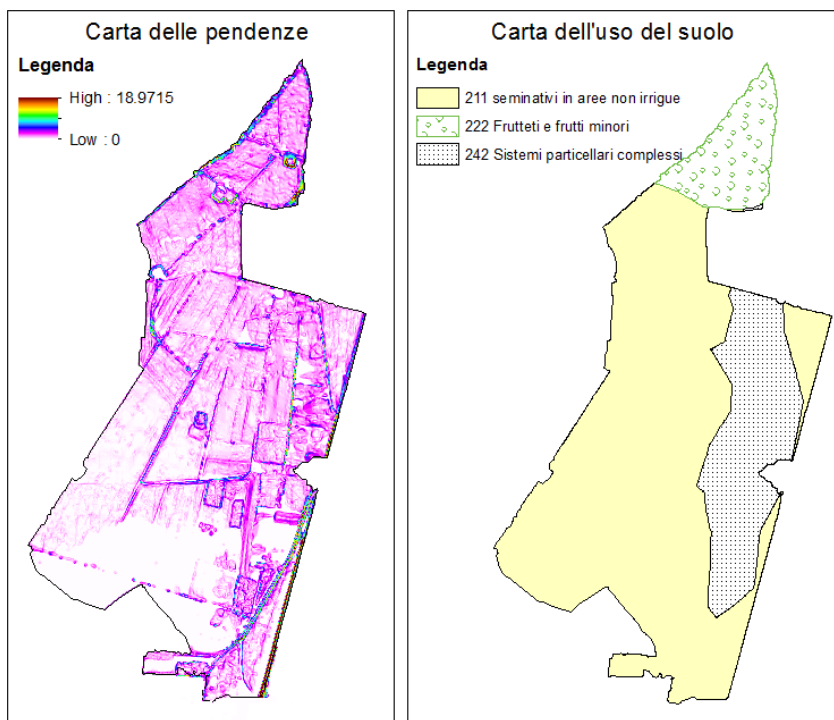 Carta delle pendenze
Legenda
High : 18.9715
Low : 0
Carta dell'uso del suolo
Legenda
211 seminativi in aree non irrigue
222 Frutteti e frutti minori
242 Sistemi particellari complessi